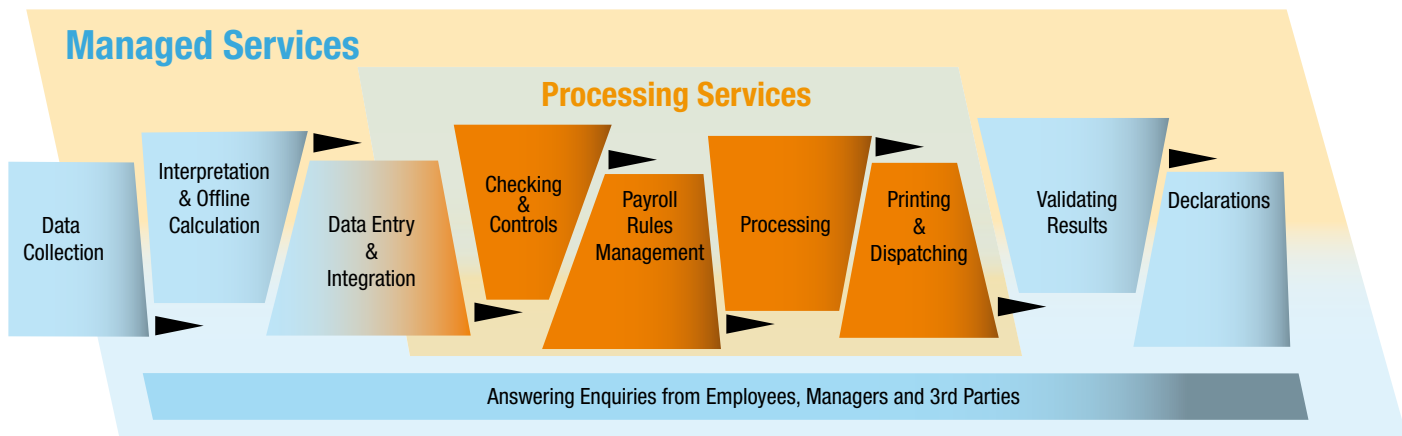 Managed Services
Processing Services
Data
Collection
Interpretation
& Offline
Calculation
Data Entry
&
Integration
Checking
&
Controls
Payroll
Rules
Management
Processing
Printing
&
Dispatching
Validating
Results
Declarations
Answering Enquiries from Employees, Managers and 3rd Parties